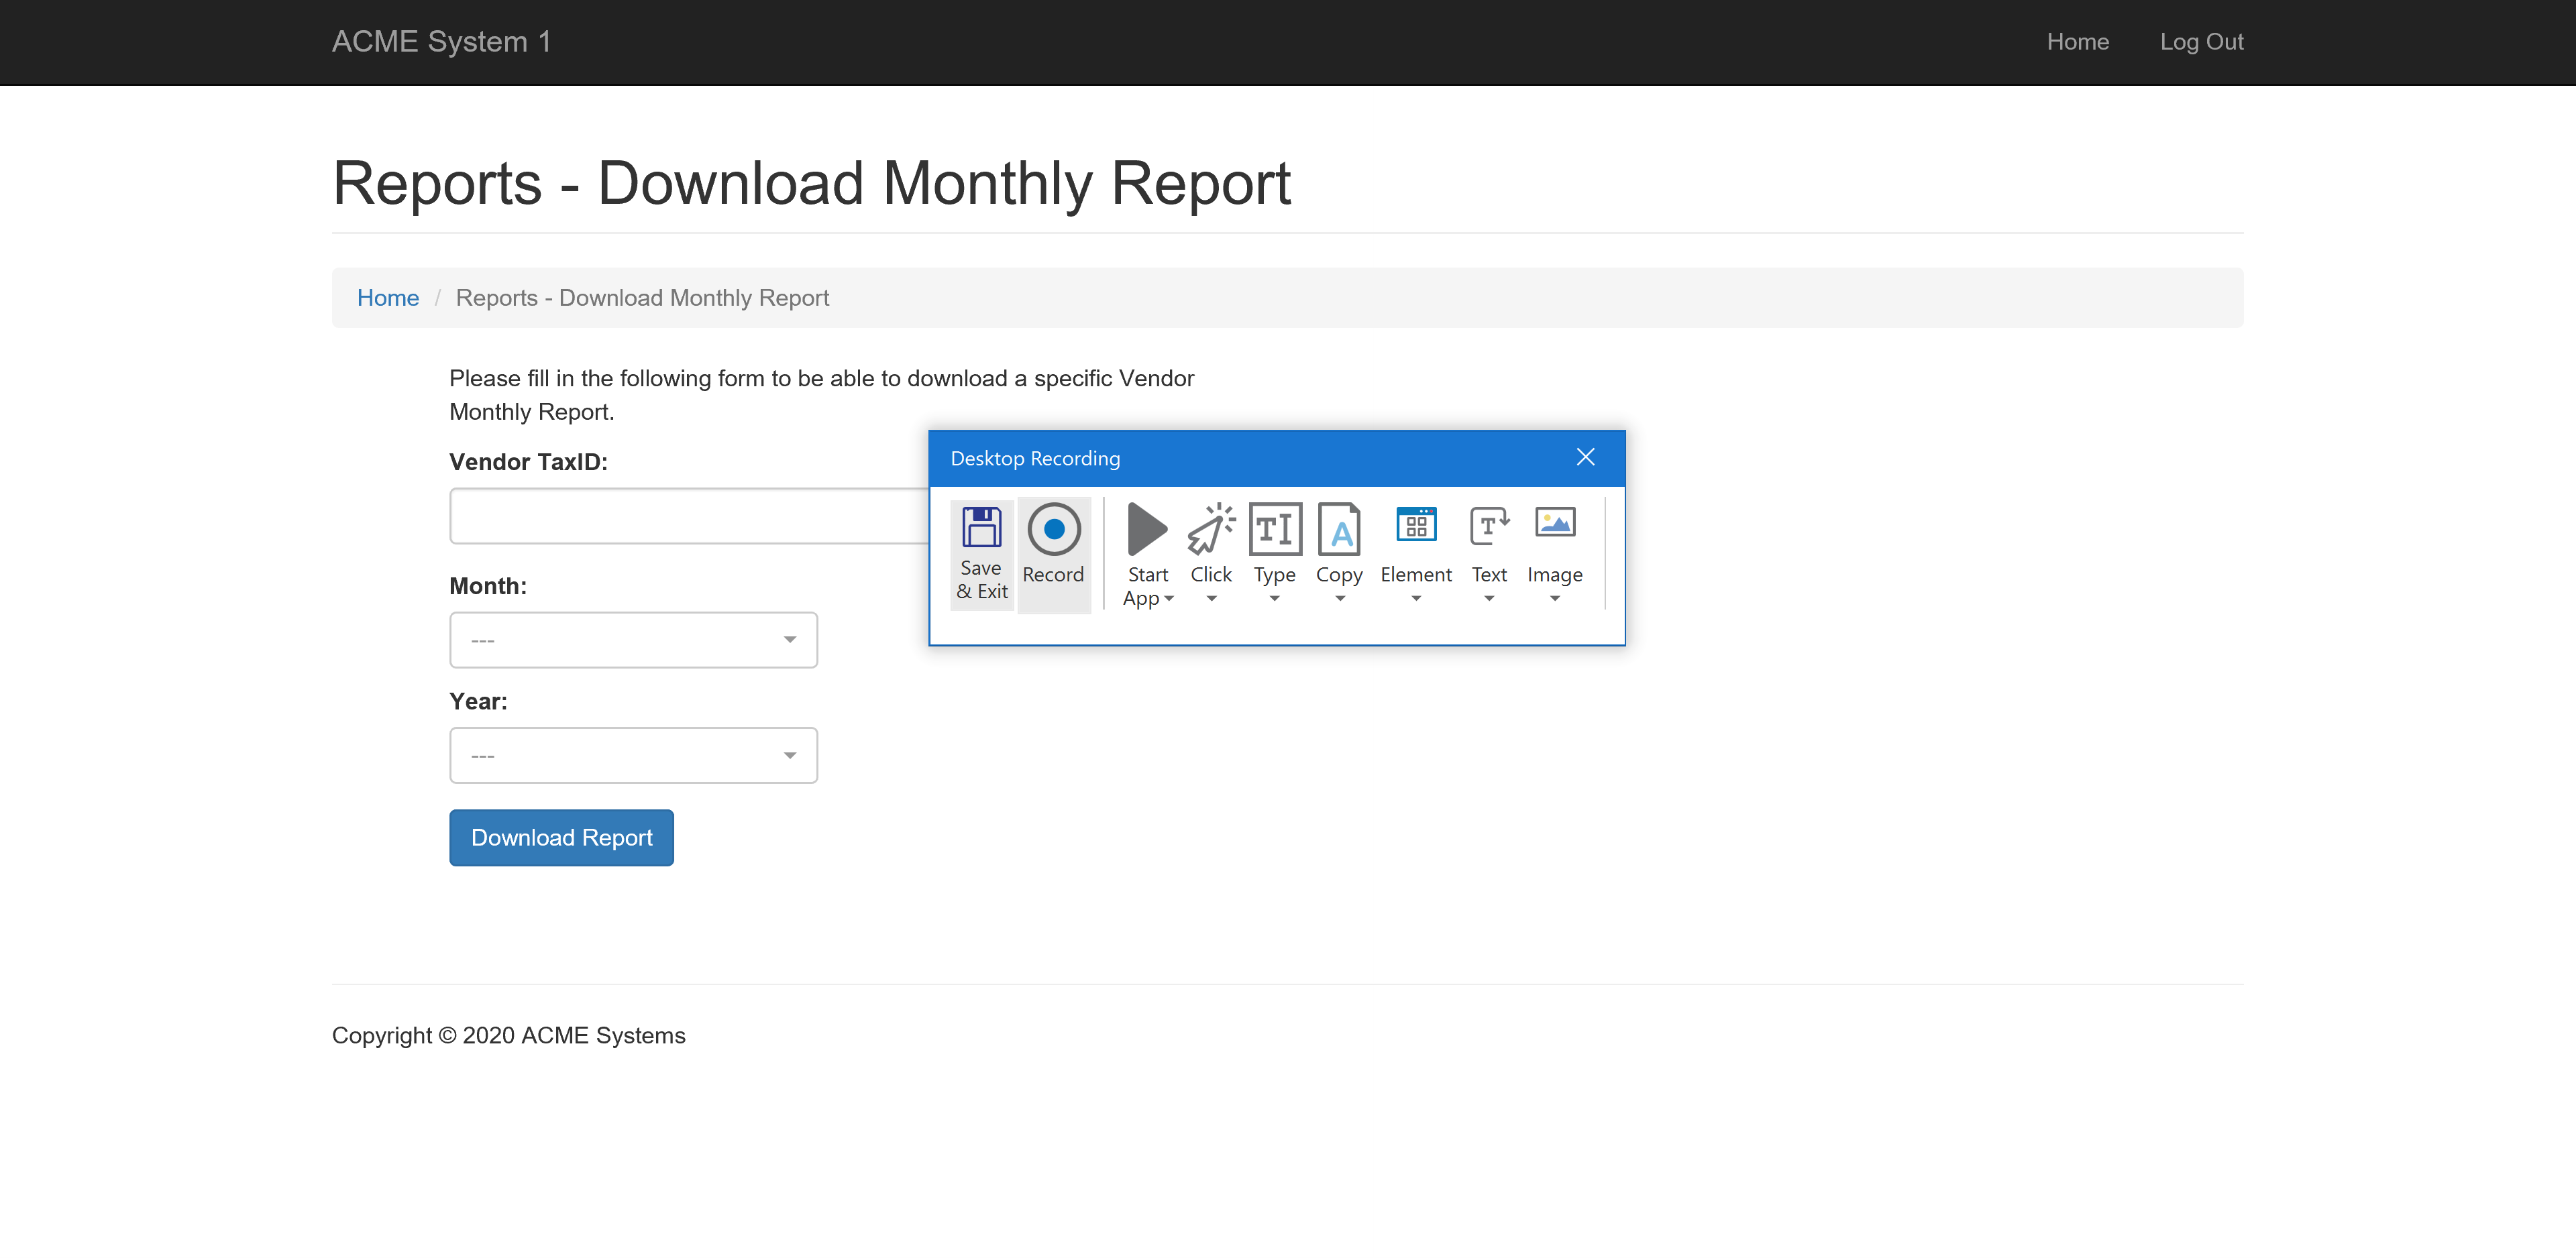 ACME System 1
Home
Log Out
Reports - Download Monthly Report
Home / Reports - Download Monthly Report
Please fill in the following form to be able to download a specific Vendor
Monthly Report.
Vendor TaxID:
Desktop Recording
Save
& Exit
Record
Start
App
Click
Type
Copy
Element
Text
Image
Month:
---
Year:
---
Download Report
Copyright © 2020 ACME Systems